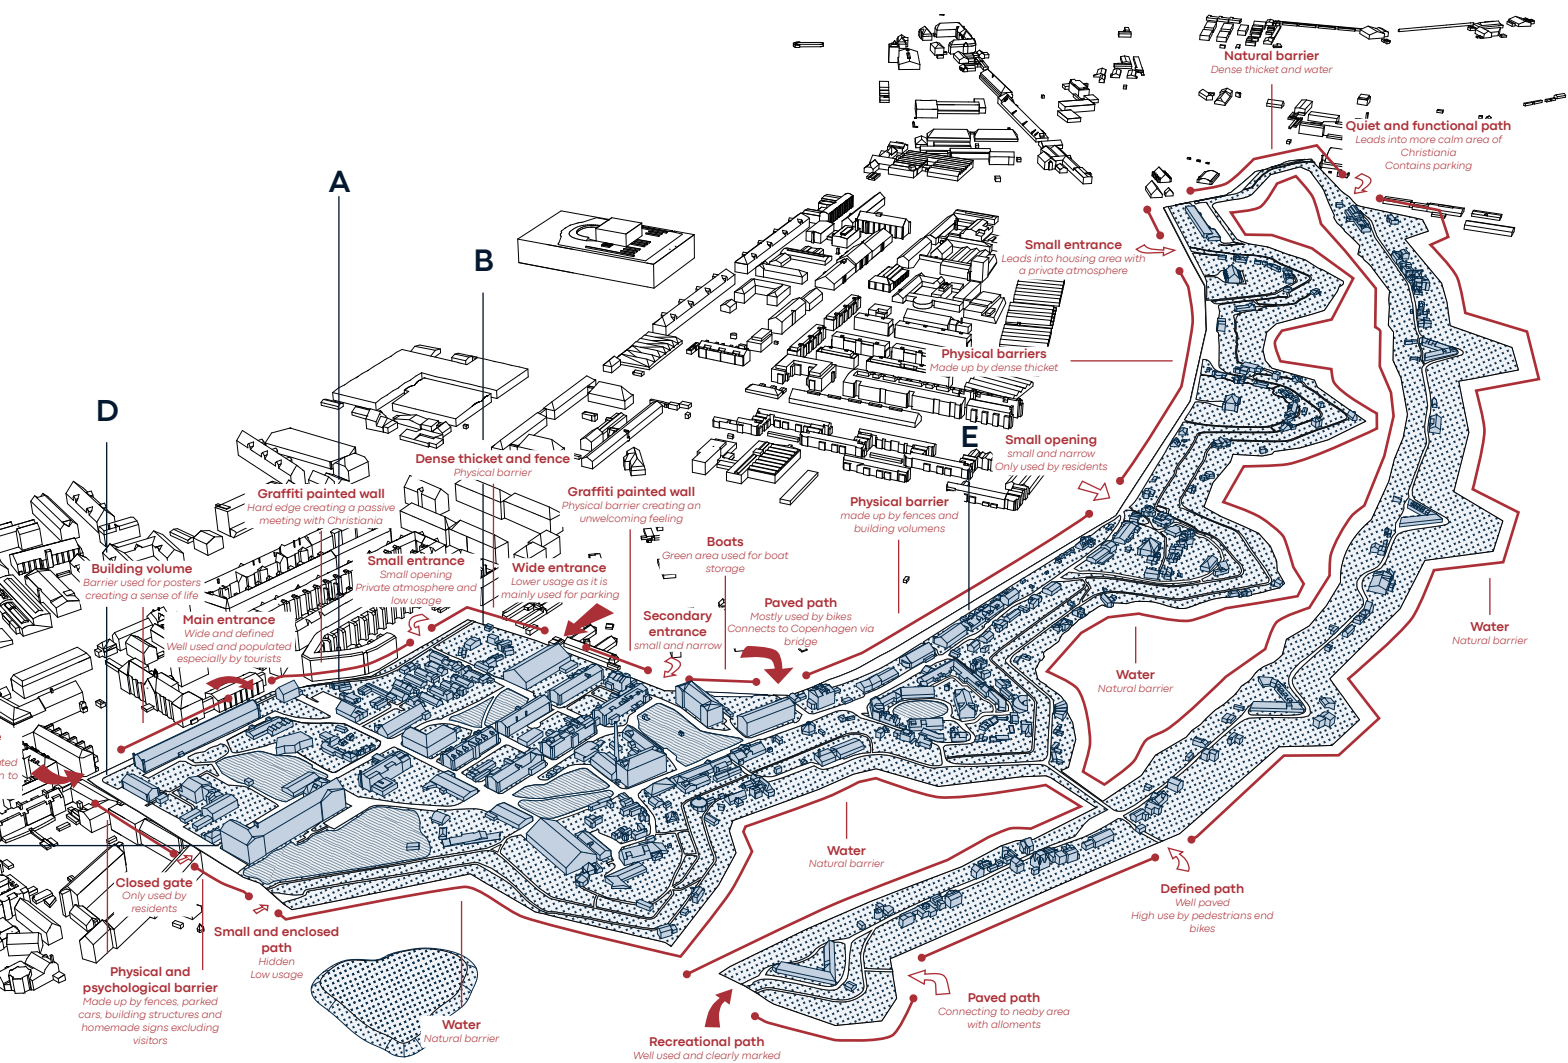 Natural barrier
Dense thicket and water
Quiet and functional path
Leads into more calm area of
Christiania
Contains parking
A
B
Small entrance
Leads into housing area with
a private atmosphere
Physical barriers
Made up by dense thicket
D
E
Small opening
small and narrow
Only used by residents
Dense thicket and fence
Physical barrier
Graffiti painted wall
Hard edge creating a passive
meeting with Christiania
Graffiti painted wall
Physical barrier creating an
unwelcoming feeling
Physical barrier
made up by fences and
building volumens
Boats
Green area used for boat
storage
Building volume
Barrier used for posters
creating a sense of life
Small entrance
Small opening
Private atmosphere and
low usage
Wide entrance
Lower usage as it is
mainly used for parking
Main entrance
Wide and defined
Well used and populated
especially by tourists
Secondary
entrance
small and narrow
Paved path
Mostly used by bikes
Connects to Copenhagen via
bridge
Water
Natural barrier
Water
Natural barrier
Water
Natural barrier
Closed gate
Only used by
residents
Small and enclosed
path
Hidden
Low usage
Physical and
psychological barrier
Made up by fences, parked
cars, building structures and
homemade signs excluding
visitors
Water
Natural barrier
Defined path
Well paved
High use by pedestrians end
bikes
Paved path
Connecting to neaby area
with alloments
Recreational path
Well used and clearly marked